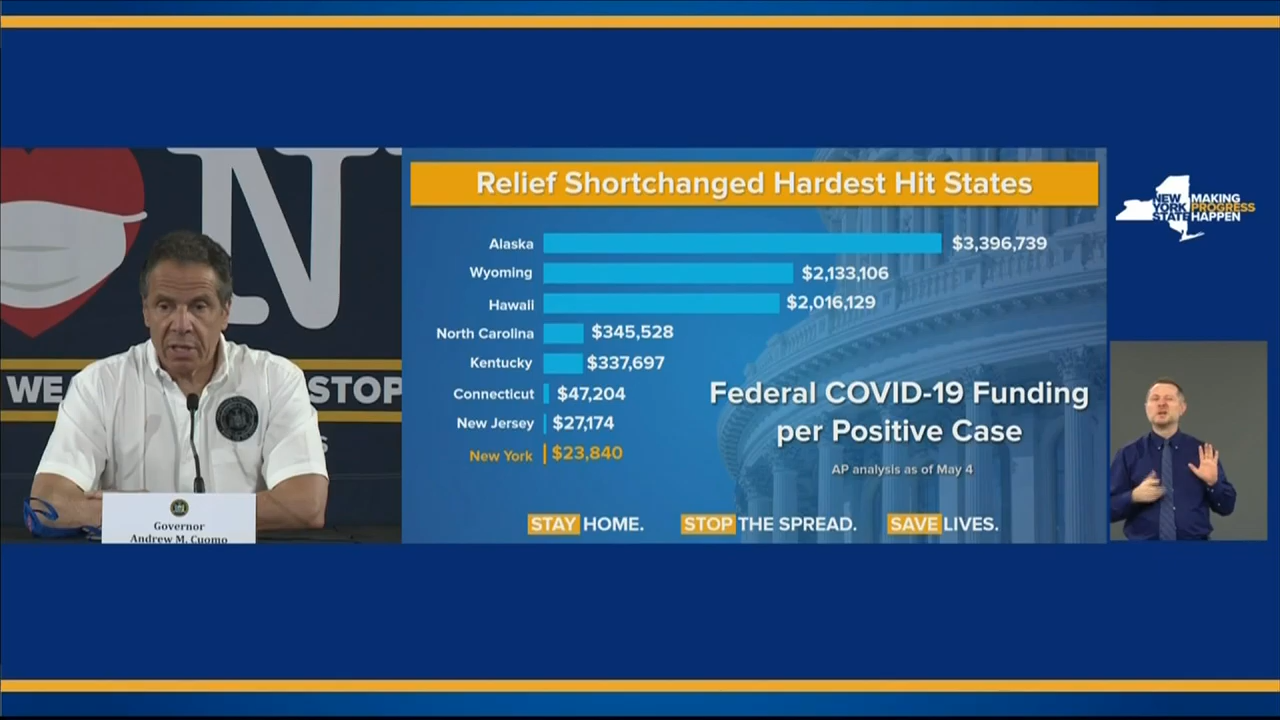 N
WE
STOP
S
Governor
Andrew M. Cuomo
Relief Shortchanged Hardest Hit States
Alaska $3,396,739
Wyoming $2,133,106
Hawaii $2,016,129
North Carolina $345,528
Kentucky $337,697
Connecticut $47,204
New Jersey $27,174
New York $23,840
Federal COVID-19 Funding
per Positive Case
AP analysis as of May 4
STAY HOME. STOP THE SPREAD. SAVE LIVES.
NEW YORK STATE
MAKING
PROGRESS
HAPPEN